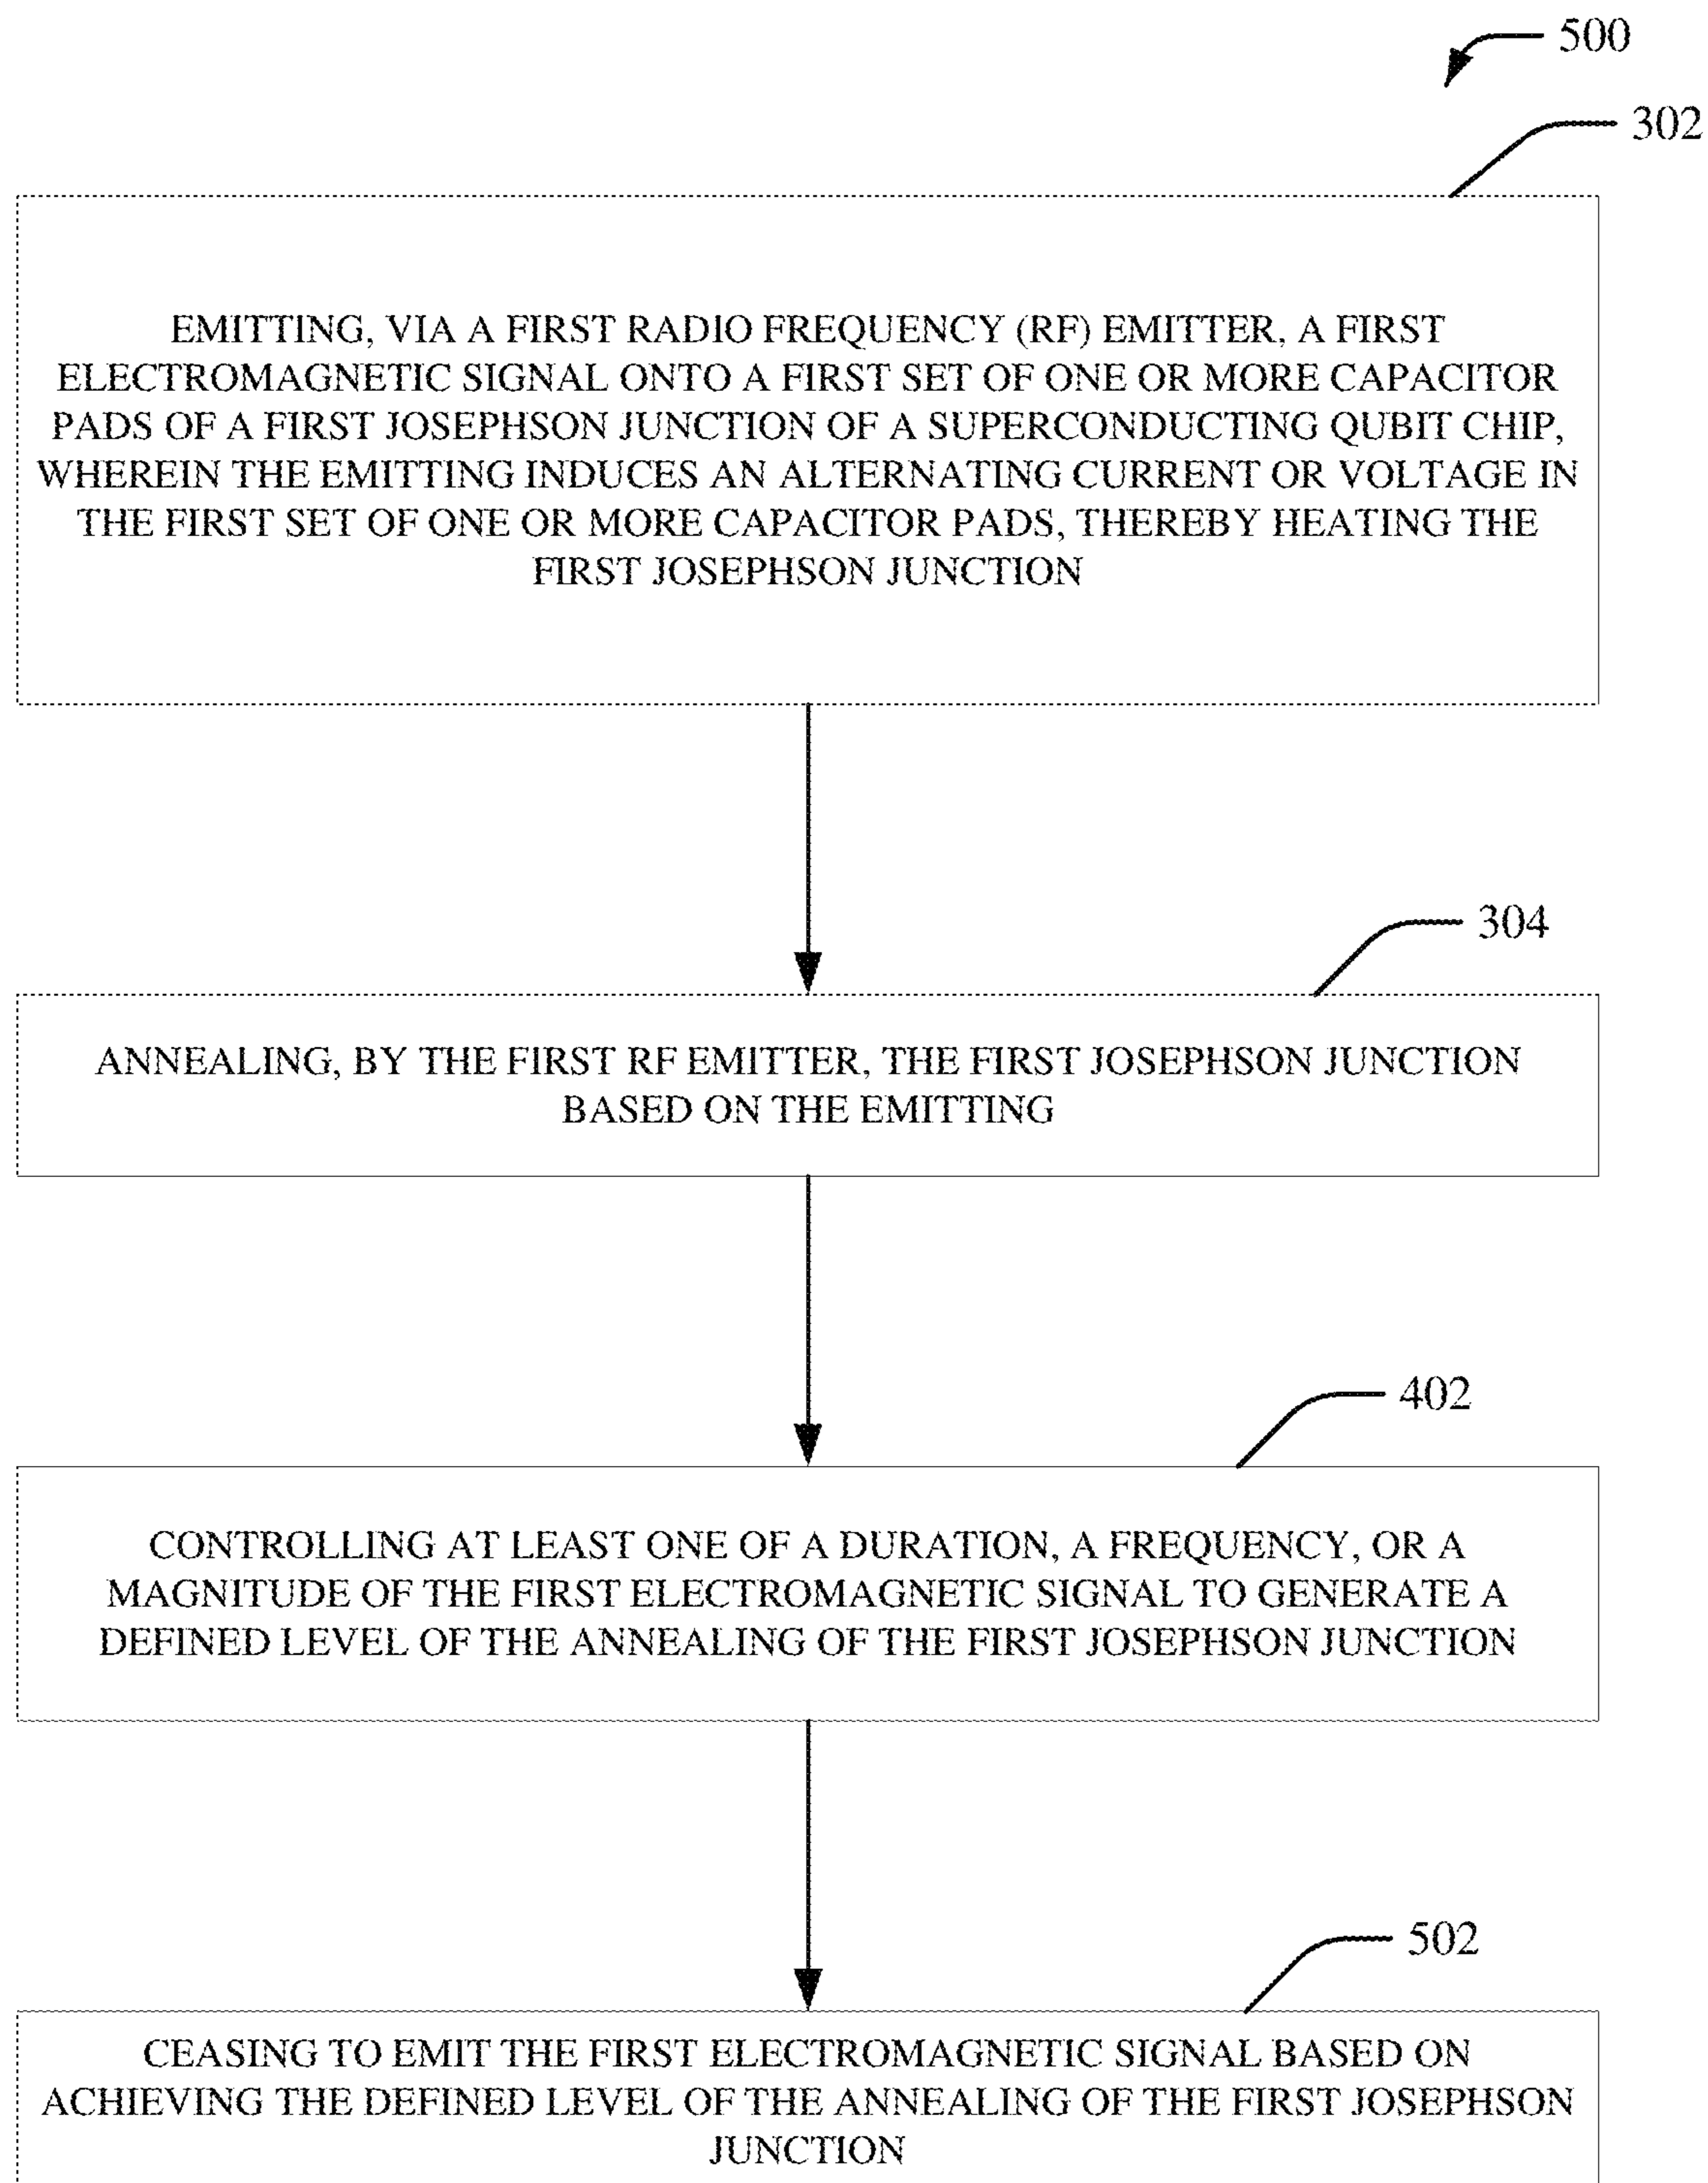 500
302
EMITTING, VIA A FIRST RADIO FREQUENCY (RF) EMITTER, A FIRST
ELECTROMAGNETIC SIGNAL ONTO A FIRST SET OF ONE OR MORE CAPACITOR
PADS OF A FIRST JOSEPHSON JUNCTION OF A SUPERCONDUCTING QUBIT CHIP,
WHEREIN THE EMITTING INDUCES AN ALTERNATING CURRENT OR VOLTAGE IN
THE FIRST SET OF ONE OR MORE CAPACITOR PADS, THEREBY HEATING THE
FIRST JOSEPHSON JUNCTION
304
ANNEALING, BY THE FIRST RF EMITTER, THE FIRST JOSEPHSON JUNCTION
BASED ON THE EMITTING
402
CONTROLLING AT LEAST ONE OF A DURATION, A FREQUENCY, OR A
MAGNITUDE OF THE FIRST ELECTROMAGNETIC SIGNAL TO GENERATE A
DEFINED LEVEL OF THE ANNEALING OF THE FIRST JOSEPHSON JUNCTION
502
CEASING TO EMIT THE FIRST ELECTROMAGNETIC SIGNAL BASED ON
ACHIEVING THE DEFINED LEVEL OF THE ANNEALING OF THE FIRST JOSEPHSON
JUNCTION